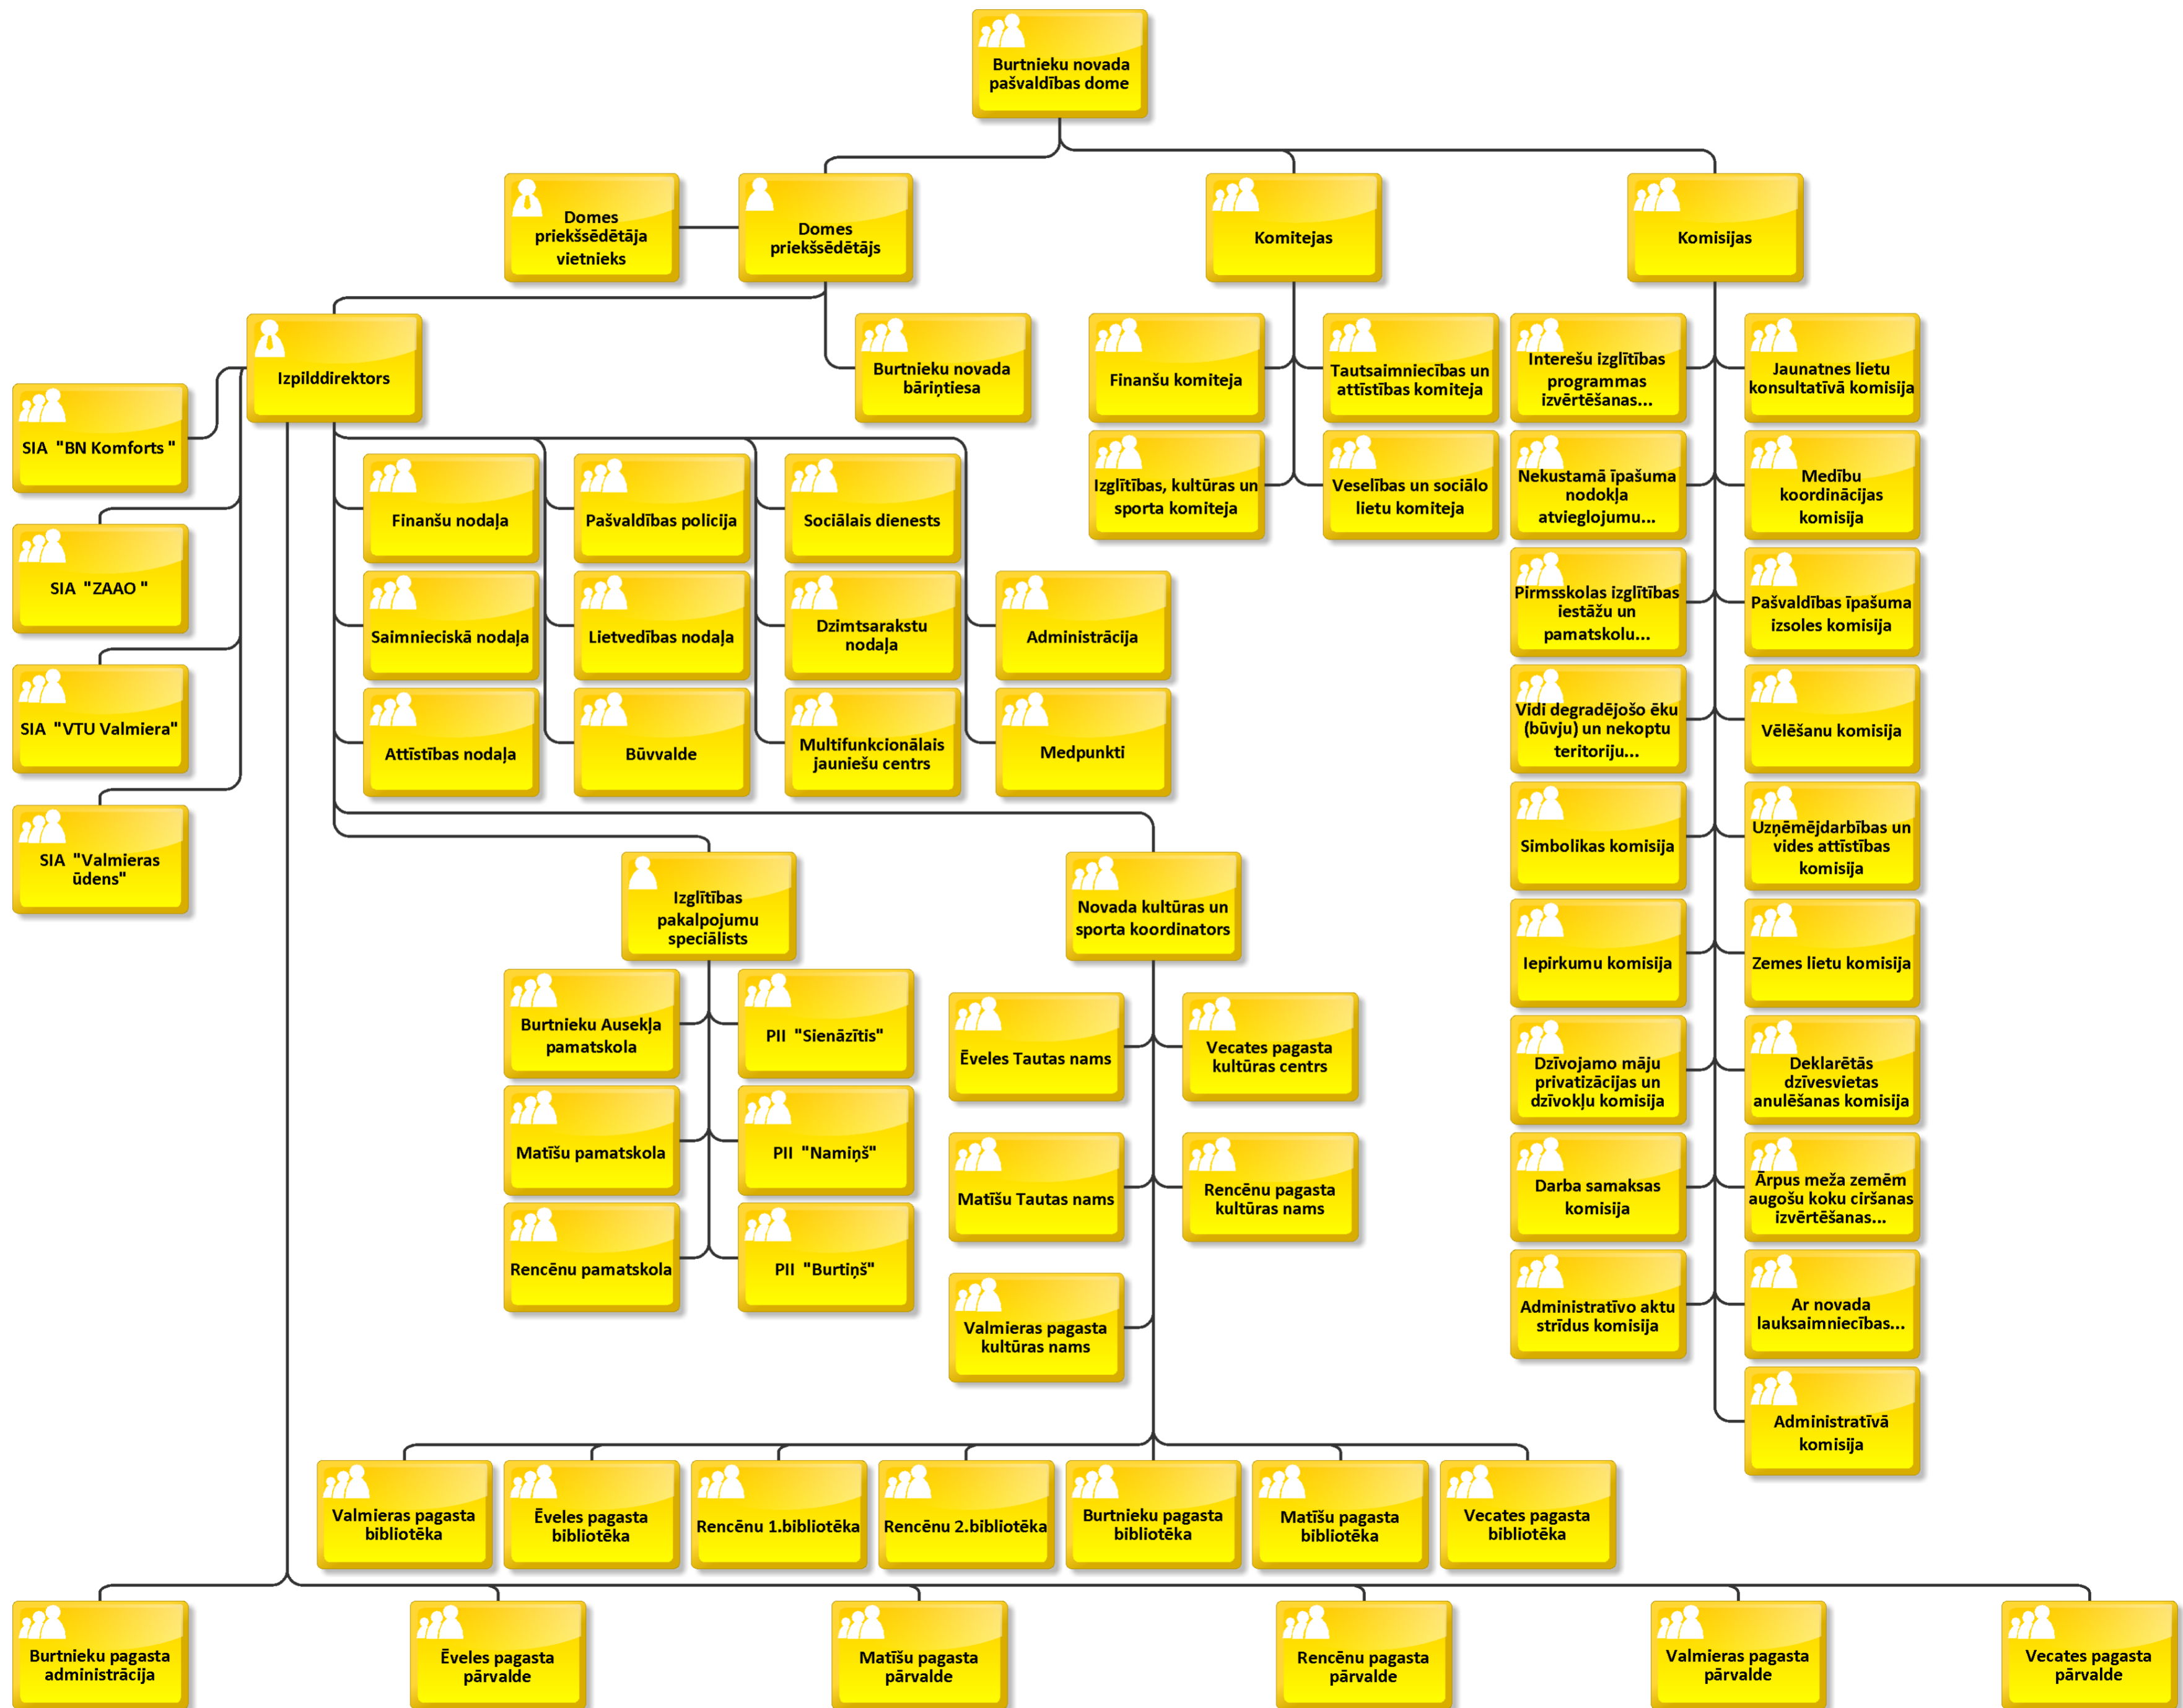 Burtnieku novada
pašvaldības dome
Domes
priekšsēdētāja
vietnieks
Domes
priekšsēdētājs
Komitejas
Komisijas
Izpilddirektors
Burtnieku novada
bāriņtiesa
Finanšu komiteja
Tautsaimniecības un
attīstības komiteja
Izglītības, kultūras un
sporta komiteja
Veselības un sociālo
lietu komiteja
Interešu izglītības
programmas
izvērtēšanas...
Jaunatnes lietu
konsultatīvā komisija
Nekustamā īpašuma
nodokļa
atvieglojumu...
Medību
koordinācijas
komisija
Pirmsskolas izglītības
iestāžu un
pamatskolu...
Pašvaldības īpašuma
izsoles komisija
Vidi degradējošo ēku
(būvju) un nekoptu
teritoriju...
Vēlēšanu komisija
Simbolikas komisija
Uzņēmējdarbības un
vides attīstības
komisija
Iepirkumu komisija
Zemes lietu komisija
Dzīvojamo māju
privatizācijas un
dzīvokļu komisija
Deklarētās
dzīvesvietas
anulēšanas komisija
Darba samaksas
komisija
Ārpus meža zemēm
augošu koku ciršanas
izvērtēšanas...
Administratīvo aktu
strīdus komisija
Ar novada
lauksaimniecības...
Administratīvā
komisija
SIA "BN Komforts "
SIA "ZAAO "
SIA "VTU Valmiera"
SIA "Valmieras
ūdens"
Finanšu nodaļa
Pašvaldības policija
Sociālais dienests
Saimnieciskā nodaļa
Lietvedības nodaļa
Dzimtsarakstu
nodaļa
Administrācija
Attīstības nodaļa
Būvvalde
Multifunkcionālais
jauniešu centrs
Medpunkti
Izglītības
pakalpojumu
speciālists
Novada kultūras un
sporta koordinators
Burtnieku Ausekļa
pamatskola
PII "Sienāzītis"
Matīšu pamatskola
PII "Namiņš"
Rencēnu pamatskola
PII "Burtiņš"
Ēveles Tautas nams
Vecates pagasta
kultūras centrs
Matīšu Tautas nams
Rencēnu pagasta
kultūras nams
Valmieras pagasta
kultūras nams
Valmieras pagasta
bibliotēka
Ēveles pagasta
bibliotēka
Rencēnu 1.bibliotēka
Rencēnu 2.bibliotēka
Burtnieku pagasta
bibliotēka
Matīšu pagasta
bibliotēka
Vecates pagasta
bibliotēka
Burtnieku pagasta
administrācija
Ēveles pagasta
pārvalde
Matīšu pagasta
pārvalde
Rencēnu pagasta
pārvalde
Valmieras pagasta
pārvalde
Vecates pagasta
pārvalde